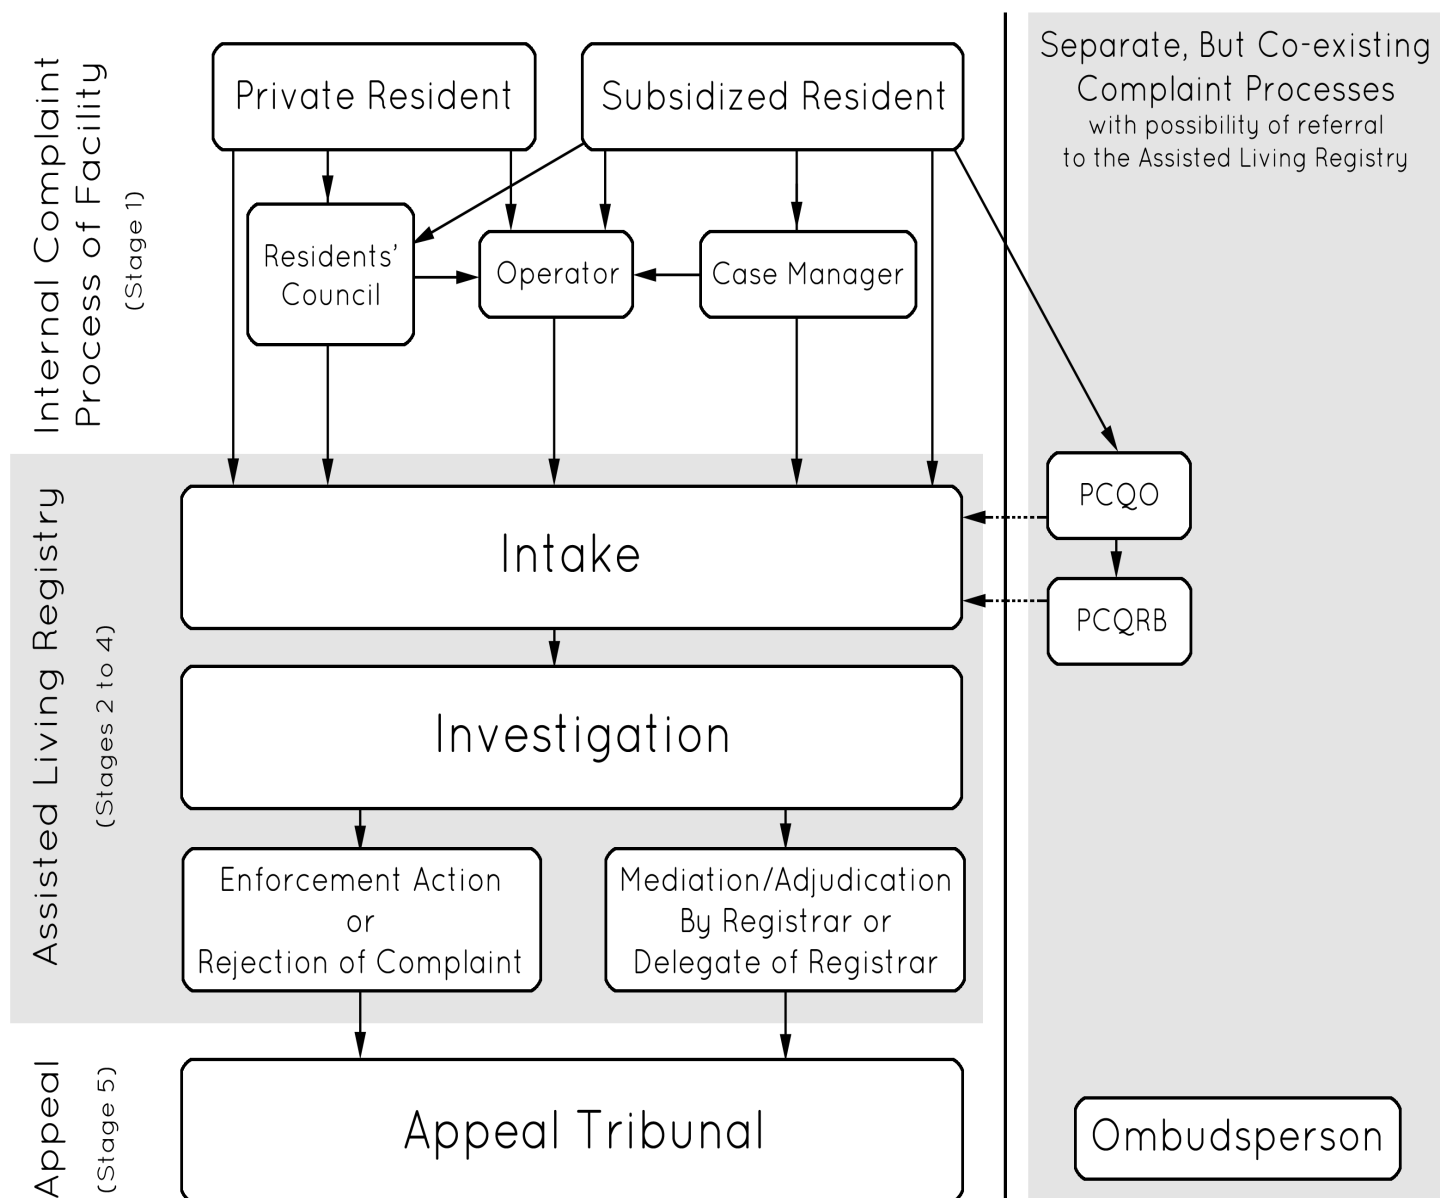 Internal Complaint
Process of Facility
(Stage 1)
Private Resident
Subsidized Resident
Residents'
Council
Operator
Case Manager
Separate, But Co-existing
Complaint Processes
with possibility of referral
to the Assisted Living Registry
Assisted Living Registry
(Stages 2 to 4)
Intake
PCQO
PCQRB
Investigation
Enforcement Action
or
Rejection of Complaint
Mediation/Adjudication
By Registrar or
Delegate of Registrar
Appeal
(Stage 5)
Appeal Tribunal
Ombudsperson